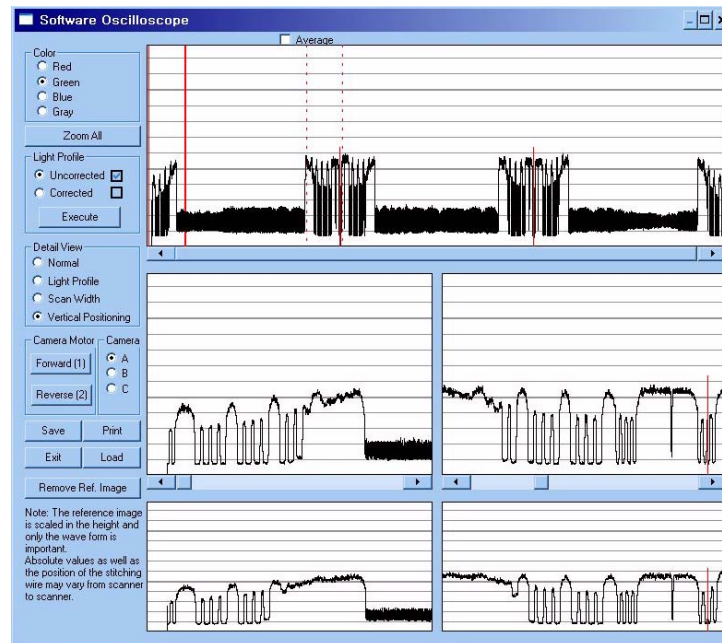 Software Oscilloscope
Average
Color
Red
Green
Blue
Gray
Zoom All
Light Profile
Uncorrected
Corrected
Execute
Detail View
Normal
Light Profile
Scan Width
Vertical Positioning
Camera Motor
Camera
Forward (1)
A
B
Reverse (2)
C
Save
Print
Exit
Load
Remove Ref. Image
Note: The reference image
is scaled in the height and
only the wave form is
important.
Absolute values as well as
the position of the stitching
wire may vary from scanner
to scanner.